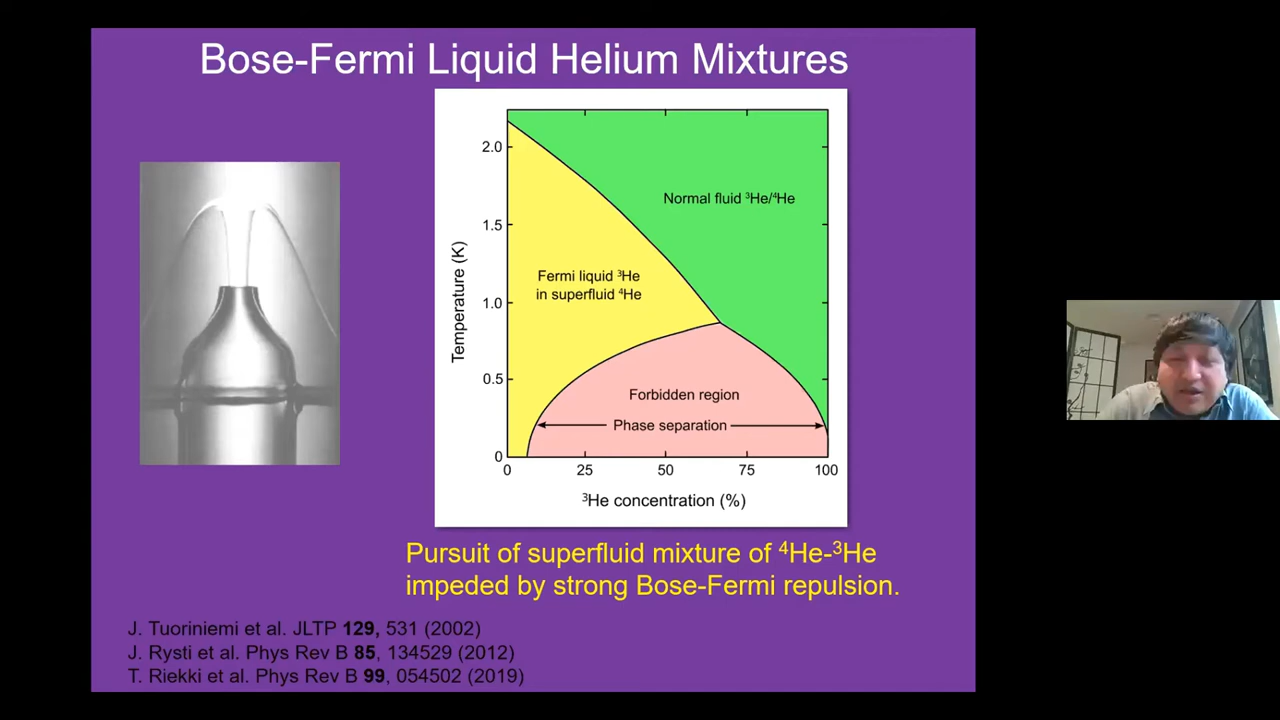 Bose-Fermi Liquid Helium Mixtures
2.0
1.5
1.0
0.5
0
Temperature (K)
Normal fluid ³He/⁴He
Fermi liquid ³He
in superfluid ⁴He
Forbidden region
Phase separation
0 25 50 75 100
³He concentration (%)
Pursuit of superfluid mixture of ⁴He-³He
impeded by strong Bose-Fermi repulsion.
J. Tuoriniemi et al. JLTP 129, 531 (2002)
J. Rysti et al. Phys Rev B 85, 134529 (2012)
T. Riekki et al. Phys Rev B 99, 054502 (2019)